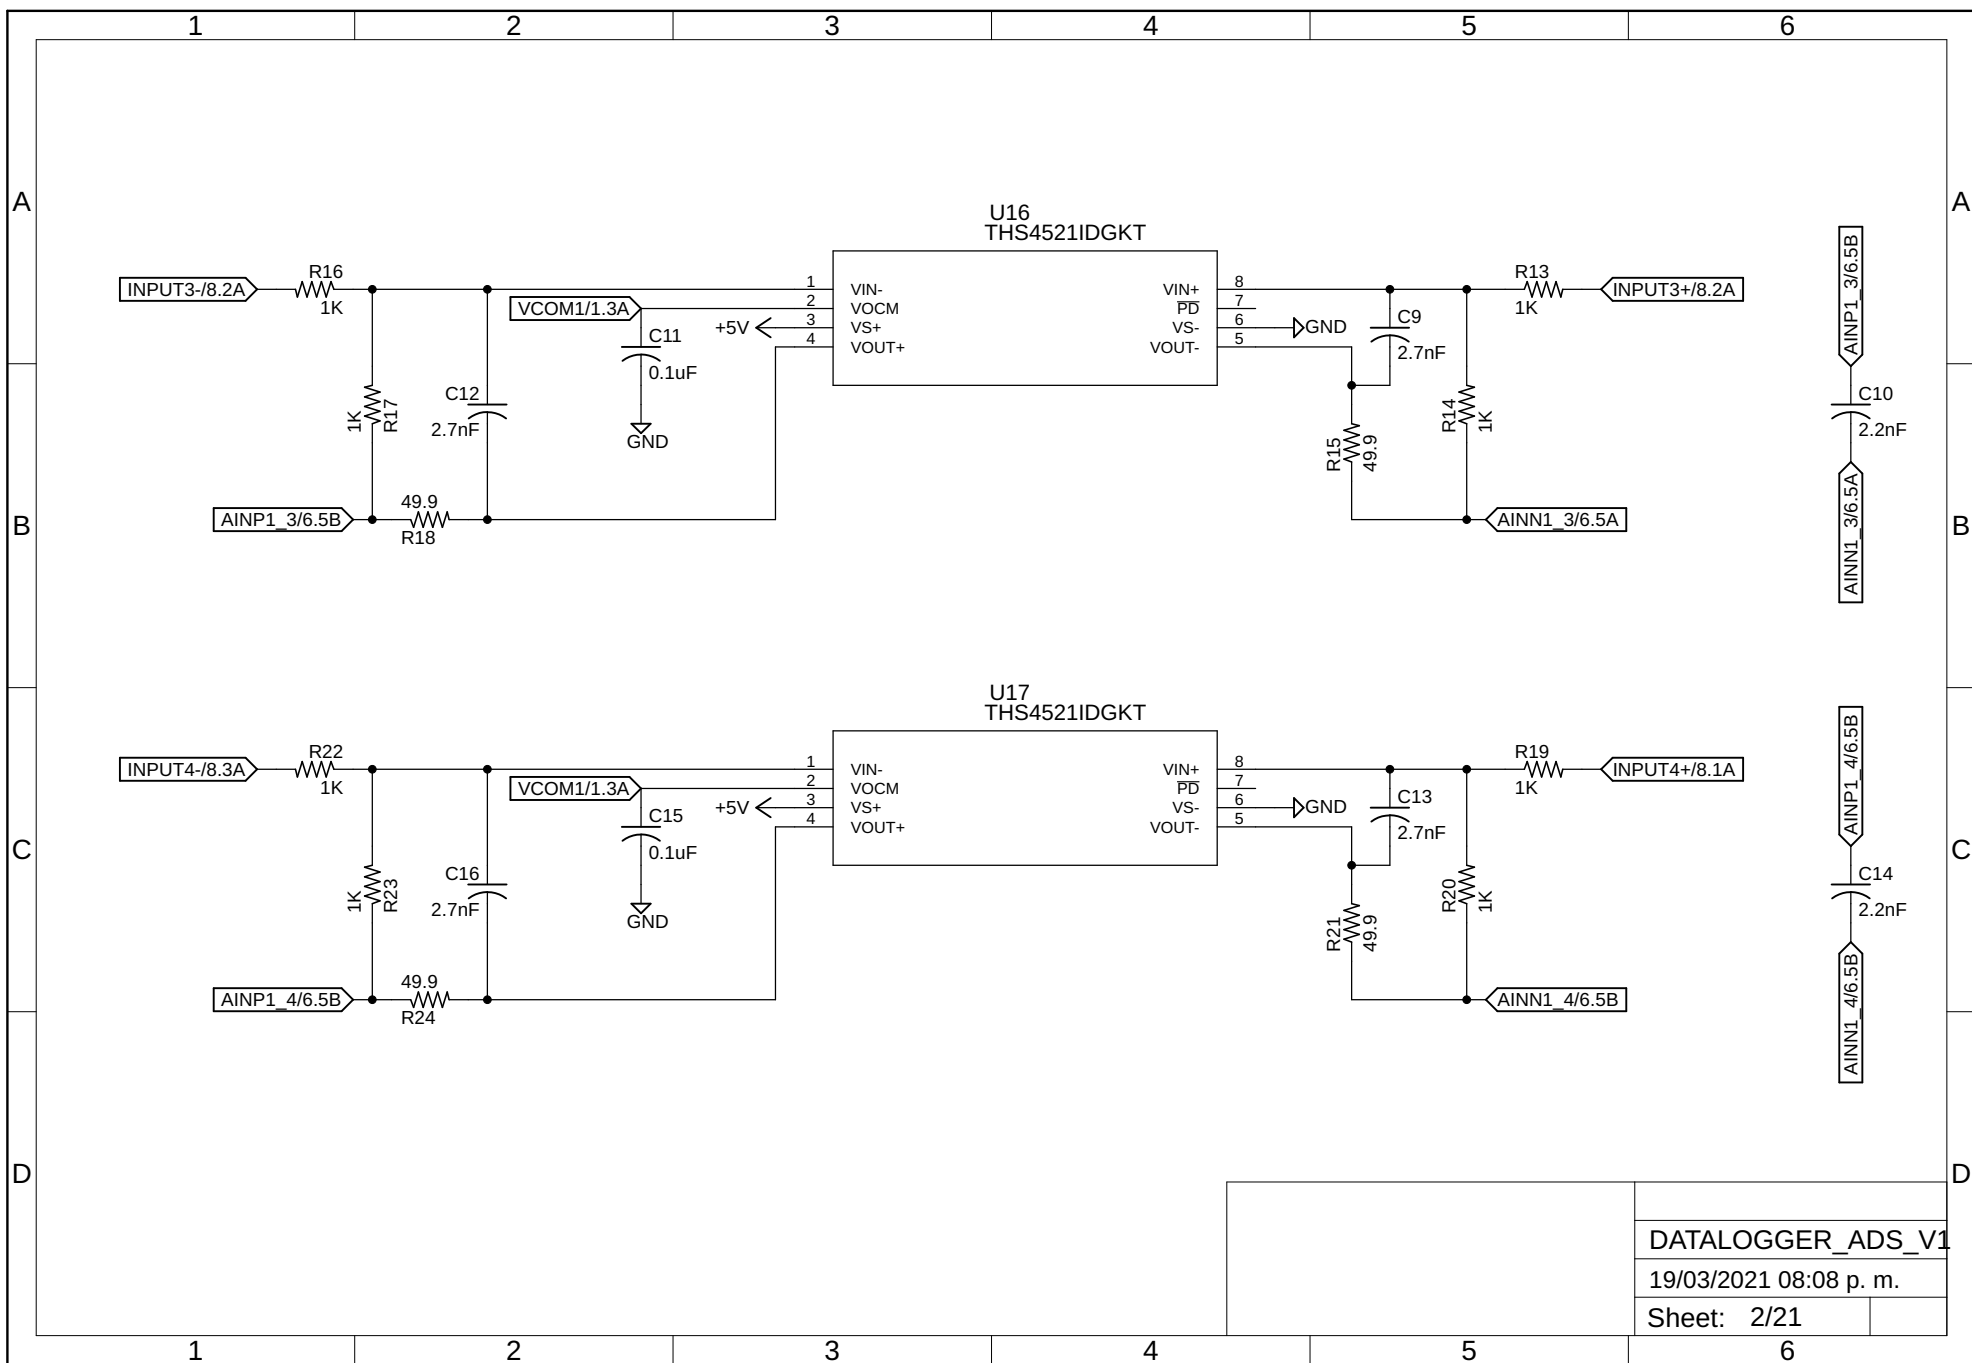 1 2 3 4 5 6
A A
B B
C C
D D
U16
THS4521IDGKT
INPUT3-/8.2A
R16
1K
VCOM1/1.3A
+5V
C11
0.1uF
GND
1 VIN-
2 VOCM
3 VS+
4 VOUT+
VIN+ 8
PD 7
VS- 6
VOUT- 5
GND
C9
2.7nF
R13
1K
INPUT3+/8.2A
1K
R17
C12
2.7nF
R15
49.9
R14
1K
AINP1_3/6.5B
49.9
R18
AINN1_3/6.5A
AINP1_3/6.5B
C10
2.2nF
AINN1_3/6.5A
U17
THS4521IDGKT
INPUT4-/8.3A
R22
1K
VCOM1/1.3A
+5V
C15
0.1uF
GND
1 VIN-
2 VOCM
3 VS+
4 VOUT+
VIN+ 8
PD 7
VS- 6
VOUT- 5
GND
C13
2.7nF
R19
1K
INPUT4+/8.1A
1K
R23
C16
2.7nF
R21
49.9
R20
1K
AINP1_4/6.5B
49.9
R24
AINN1_4/6.5B
AINP1_4/6.5B
C14
2.2nF
AINN1_4/6.5B
DATALOGGER_ADS_V1
19/03/2021 08:08 p. m.
Sheet: 2/21
1 2 3 4 5 6